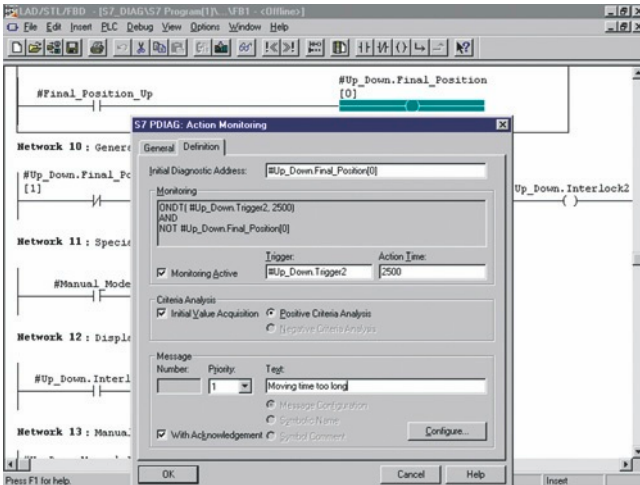 LAD/STL/FBD - [S7_DIAG\S7 Program[1]\...\FB1 - <Offline>]
File Edit Insert PLC Debug View Options Window Help
#Up_Down.Final_Position
#Final_Position_Up [0]
S7 PDIAG: Action Monitoring
General Definition
Network 10 : Genera
Initial Diagnostic Address: #Up_Down.Final_Position[0]
#Up_Down.Final_Po
[1]
Up_Down.Interlock2
Monitoring
ONDT( #Up_Down.Trigger2, 2500)
AND
NOT #Up_Down.Final_Position[0]
Network 11 : Specia
Trigger: Action Time:
Monitoring Active #Up_Down.Trigger2 2500
#Manual_Mode
Criteria Analysis
Initial Value Acquisition Positive Criteria Analysis
Negative Criteria Analysis
Network 12 : Displa
Message
Number: Priority: Text:
1 Moving time too long
#Up_Down.Interl
Message Configuration
Symbolic Name
With Acknowledgement Symbol Comment Configure...
Network 13 : Manual
OK Cancel Help
Press F1 for help. Insert